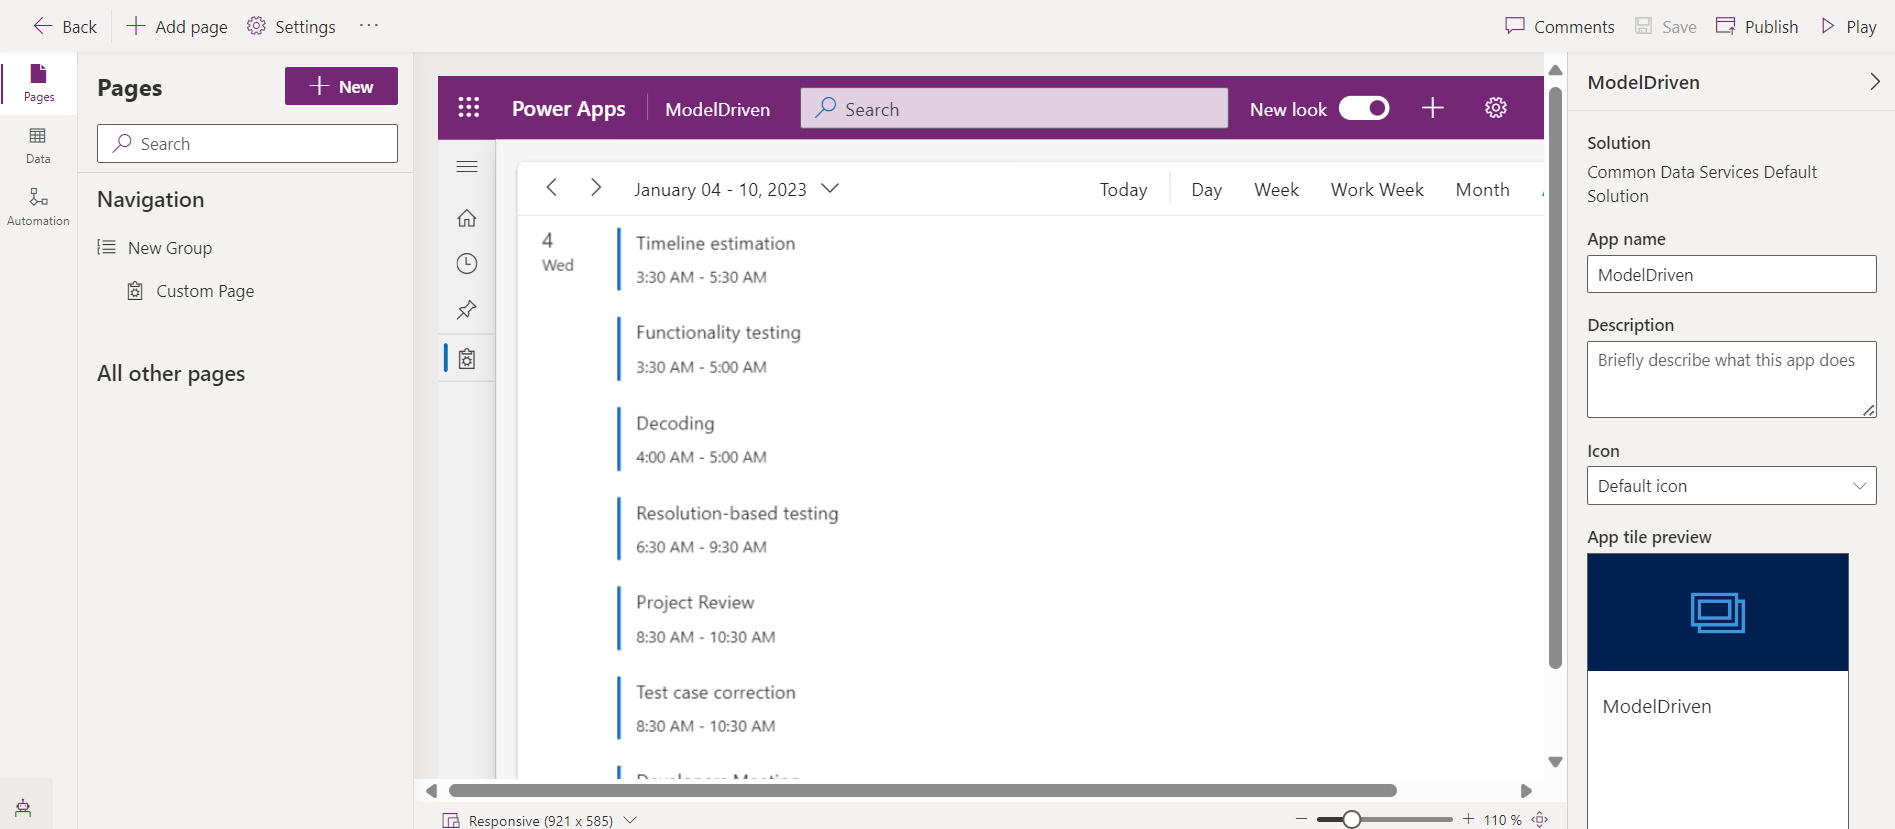 Back
Add page
Settings
Comments
Save
Publish
Play
Pages
Data
Automation
Pages
New
Search
Navigation
New Group
Custom Page
All other pages
Power Apps
ModelDriven
Search
New look
January 04 - 10, 2023
Today
Day
Week
Work Week
Month
4
Wed
Timeline estimation
3:30 AM - 5:30 AM
Functionality testing
3:30 AM - 5:00 AM
Decoding
4:00 AM - 5:00 AM
Resolution-based testing
6:30 AM - 9:30 AM
Project Review
8:30 AM - 10:30 AM
Test case correction
8:30 AM - 10:30 AM
Developers Meeting
Responsive (921 x 585)
110 %
ModelDriven
Solution
Common Data Services Default
Solution
App name
ModelDriven
Description
Briefly describe what this app does
Icon
Default icon
App tile preview
ModelDriven